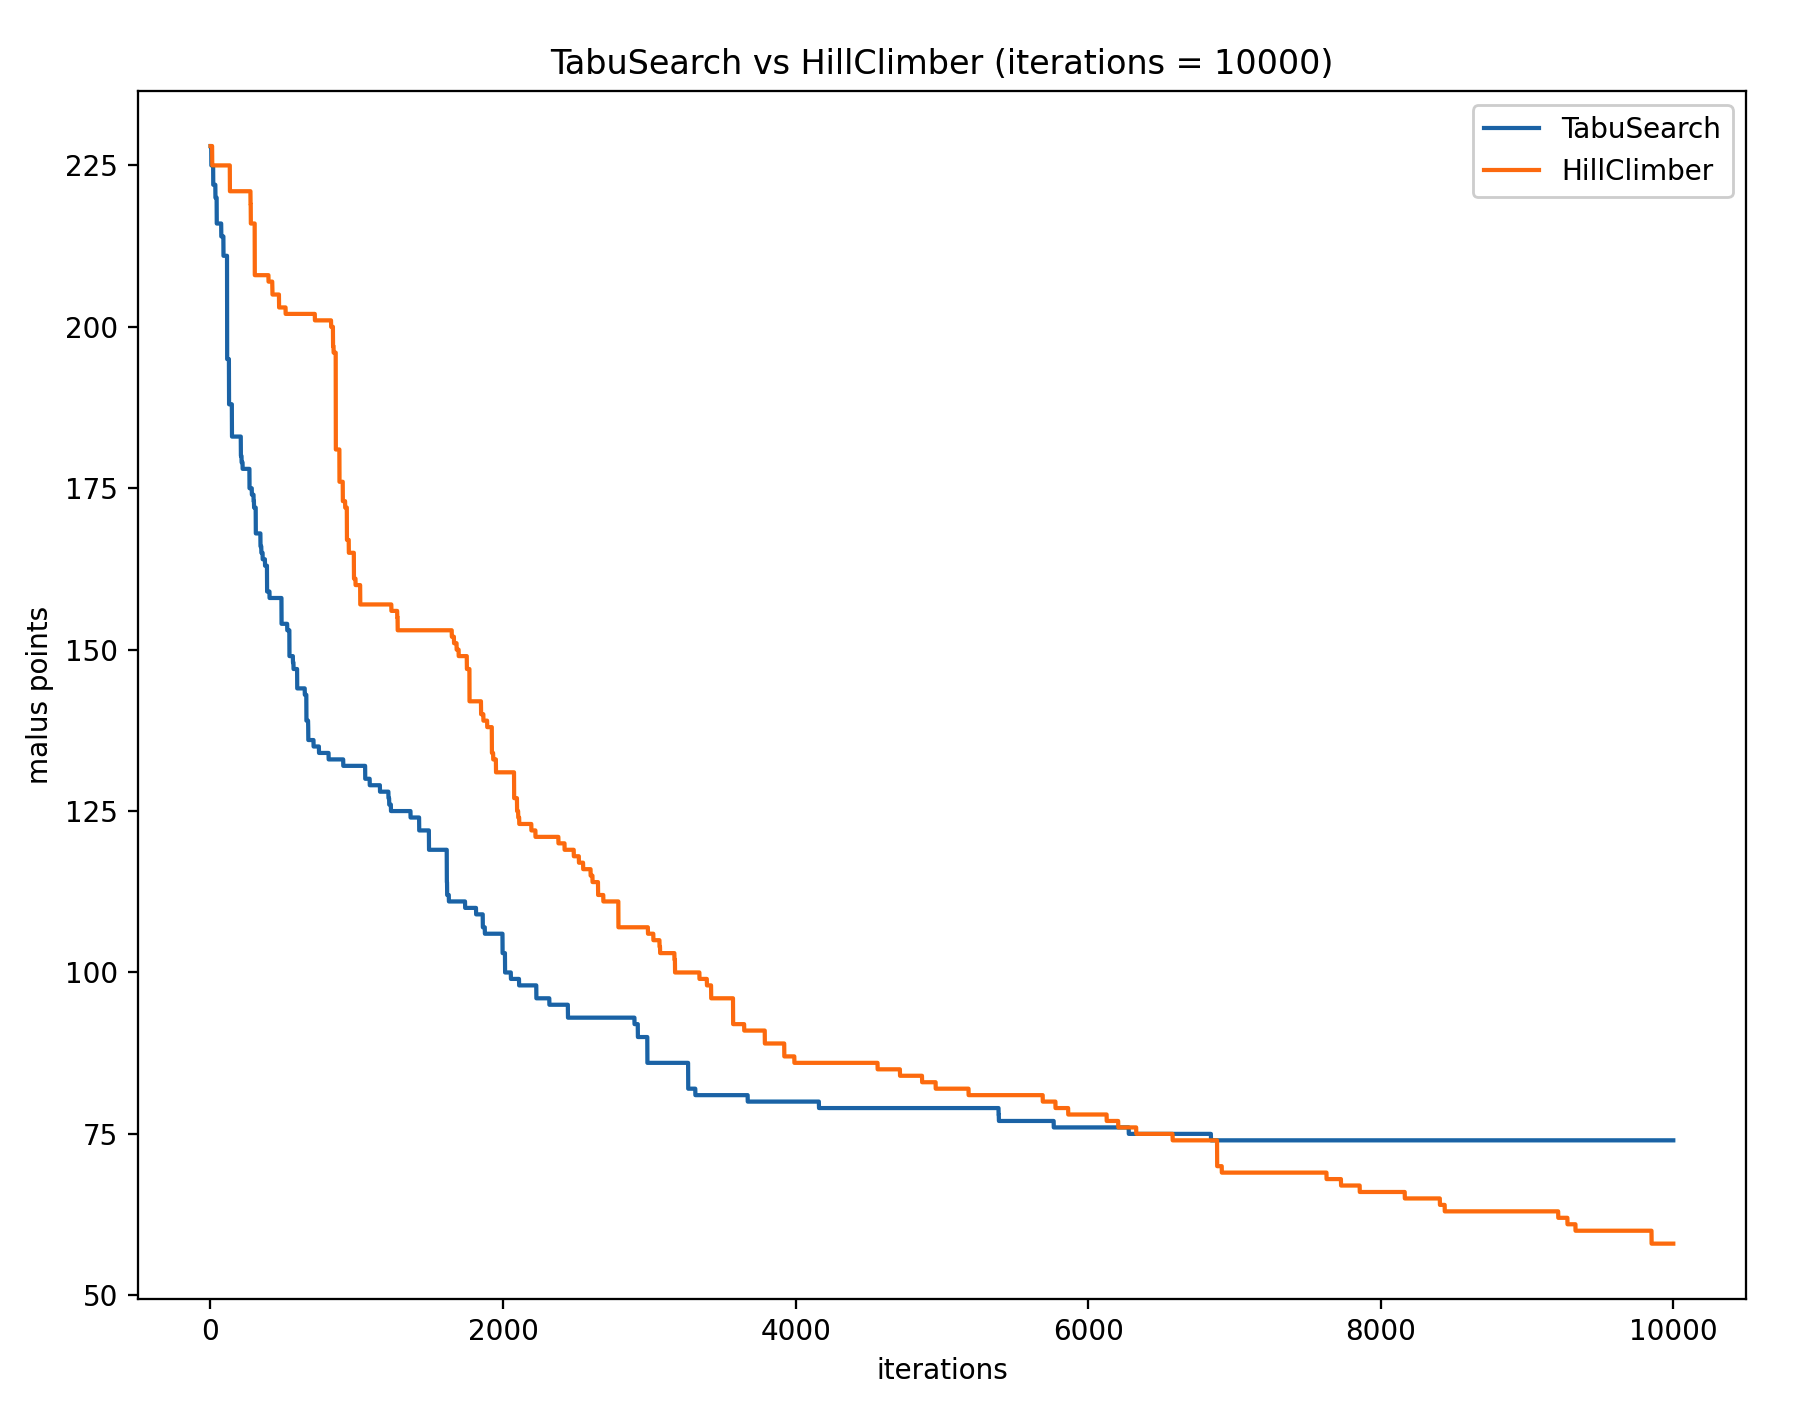 TabuSearch vs HillClimber (iterations = 10000)
TabuSearch
HillClimber
225
200
175
150
125
100
75
50
malus points
0 2000 4000 6000 8000 10000
iterations